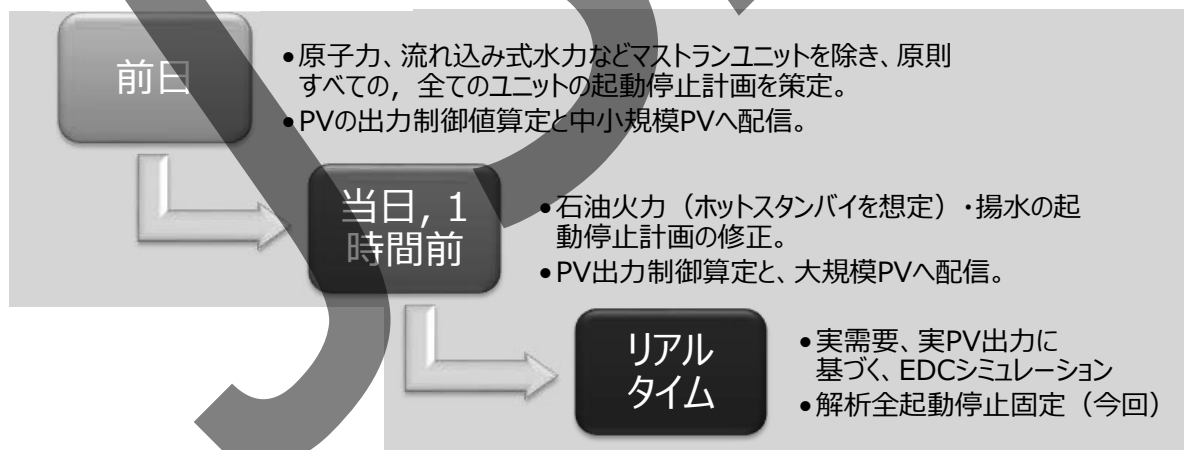 前日
•原子力、流れ込み式水力などマストランユニットを除き、原則
すべての，全てのユニットの起動停止計画を策定。
•PVの出力制御値算定と中小規模PVへ配信。
当日，1
時間前
•石油火力（ホットスタンバイを想定）・揚水の起
動停止計画の修正。
•PV出力制御算定と、大規模PVへ配信。
リアル
タイム
•実需要、実PV出力に
基づく、EDCシミュレーション
•解析全起動停止固定（今回）